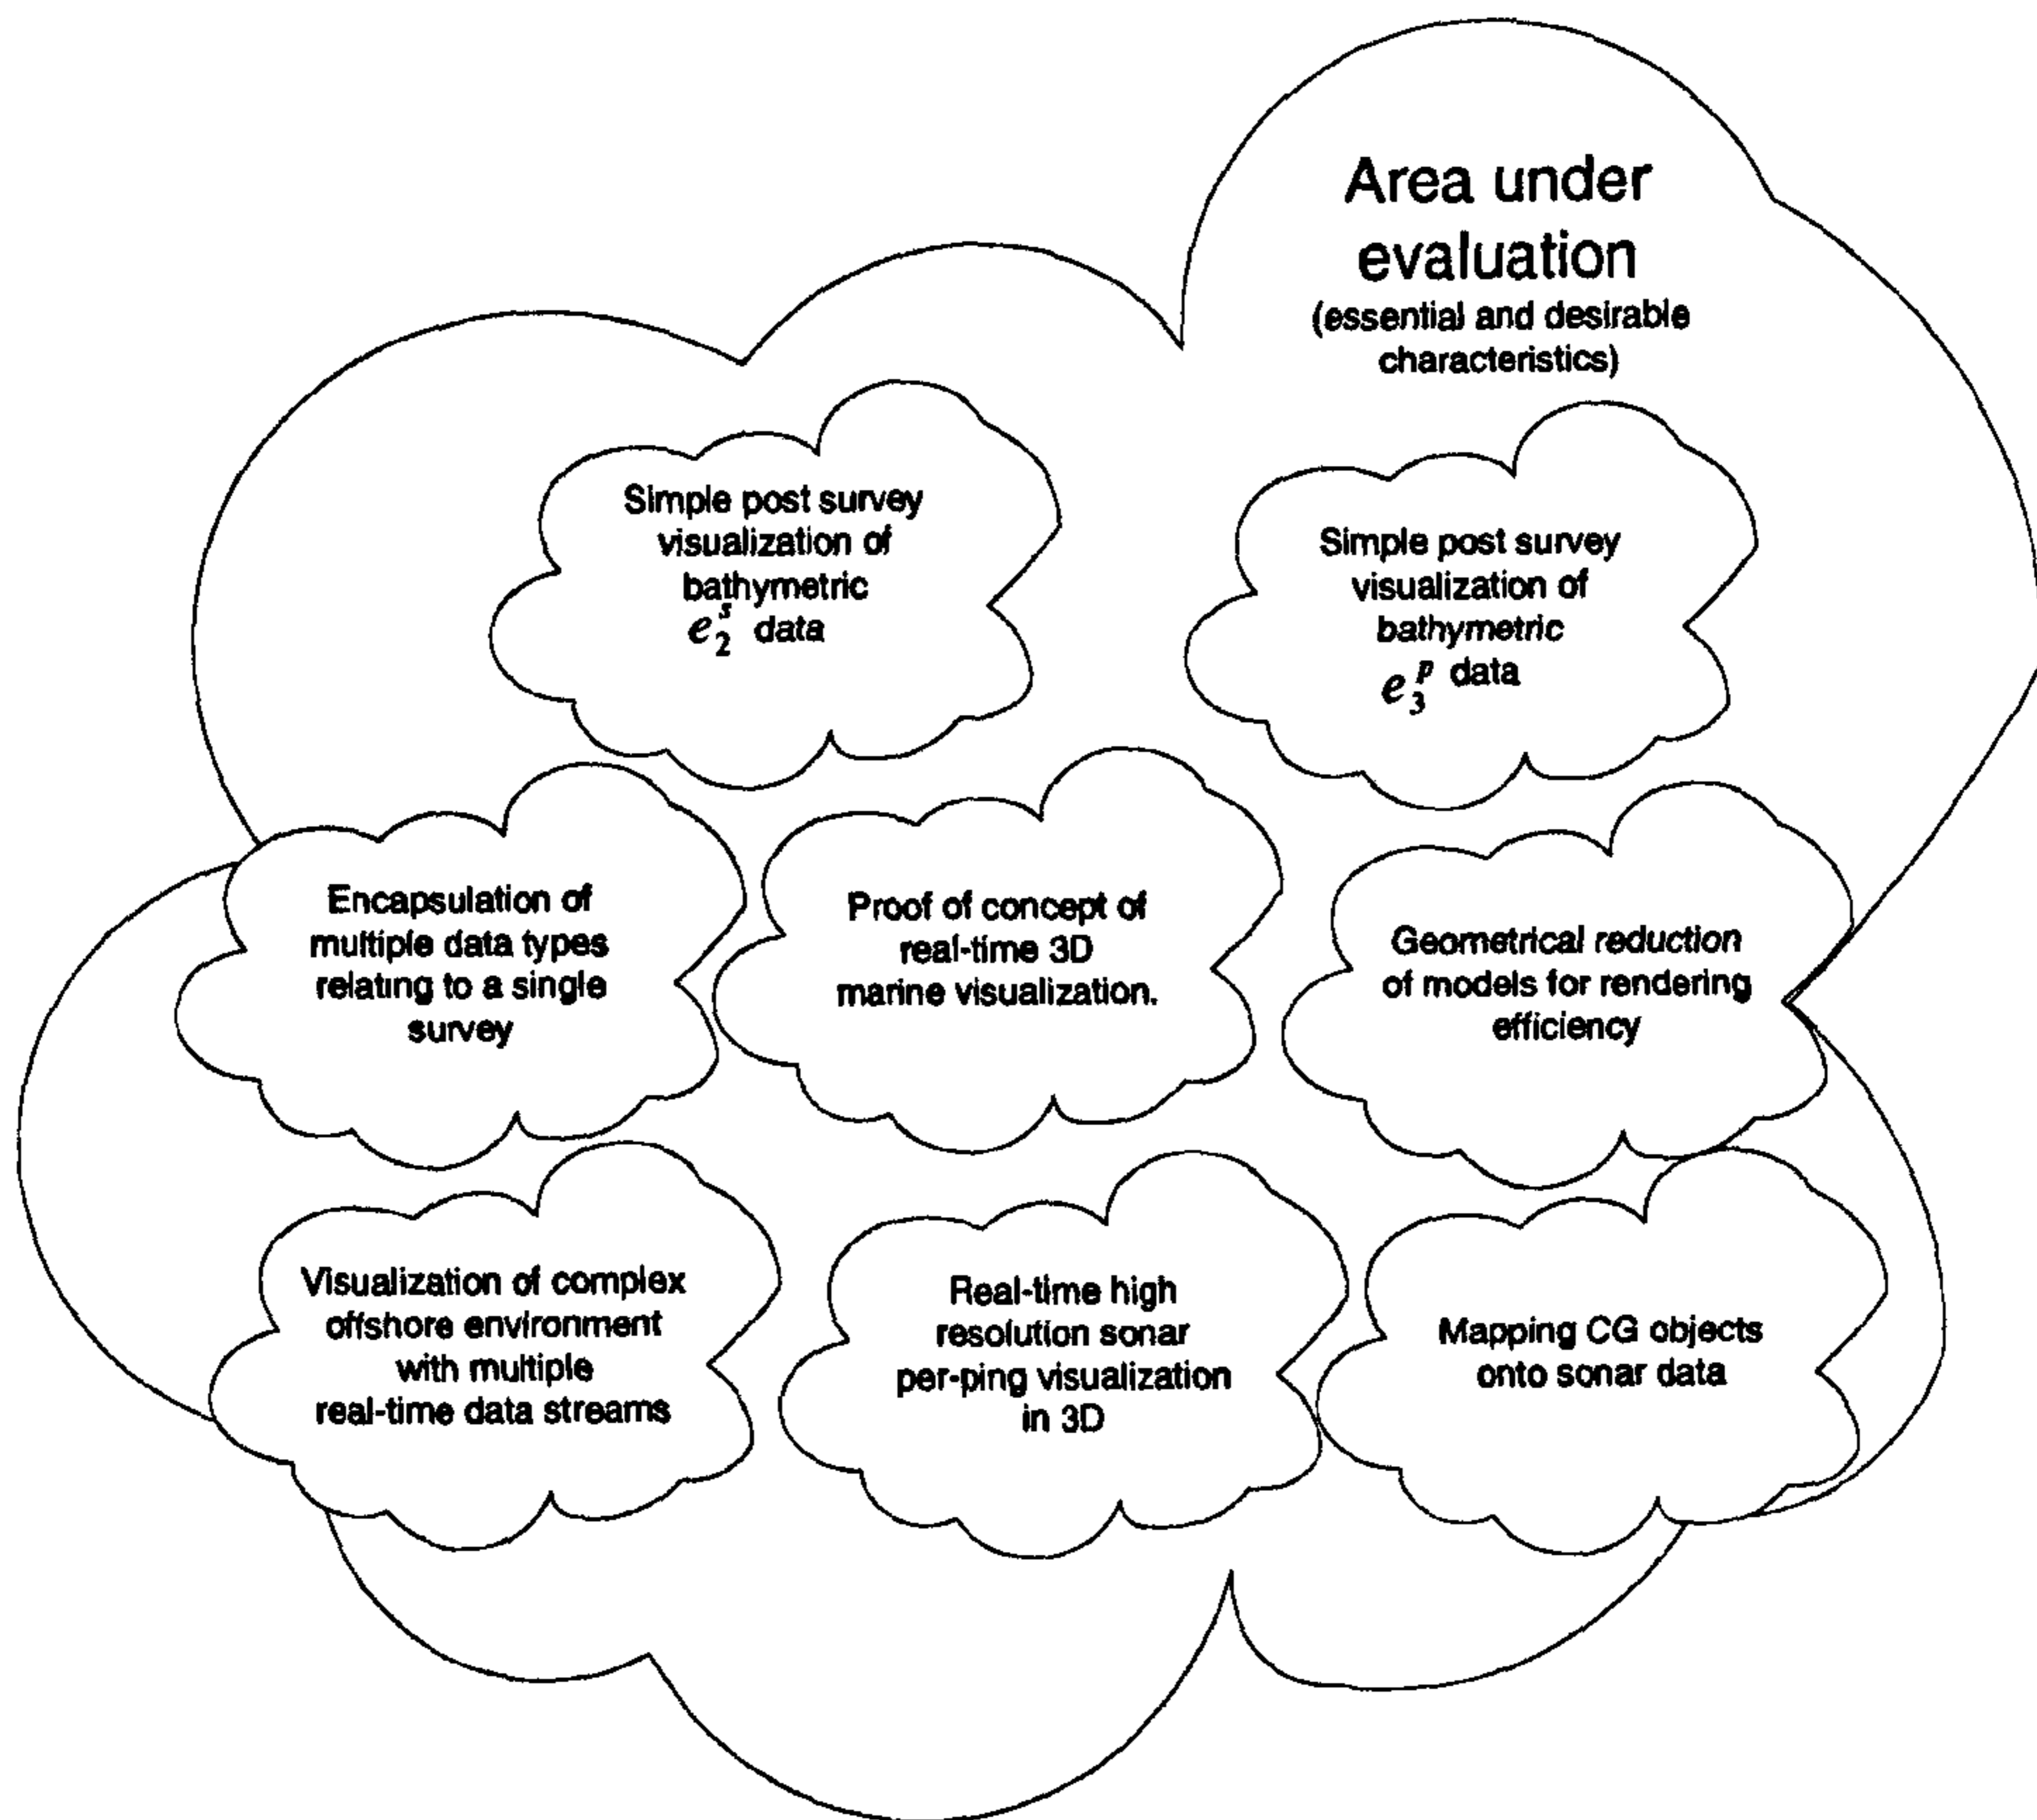 Area under
evaluation
(essential and desirable
characteristics)
Simple post survey
visualization of
bathymetric
e₂ˢ data
Simple post survey
visualization of
bathymetric
e₃ᵖ data
Encapsulation of
multiple data types
relating to a single
survey
Proof of concept of
real-time 3D
marine visualization.
Geometrical reduction
of models for rendering
efficiency
Visualization of complex
offshore environment
with multiple
real-time data streams
Real-time high
resolution sonar
per-ping visualization
in 3D
Mapping CG objects
onto sonar data